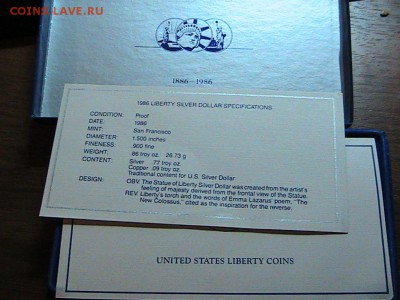 COINS.LAVE.RU
1886-1986
1986 LIBERTY SILVER DOLLAR SPECIFICATIONS
CONDITION: Proof
DATE: 1986
MINT: San Francisco
DIAMETER: 1.500 inches
FINENESS: .900 fine
WEIGHT: .86 troy oz. 26.73 g
CONTENT: Silver .77 troy oz.
Copper .09 troy oz.
Traditional content for U.S. Silver Dollar
DESIGN: OBV. The Statue of Liberty Silver Dollar was created from the artist's
feeling of majesty derived from the frontal view of the Statue.
REV. Liberty's torch and the words of Emma Lazarus' poem, "The
New Colossus," cited as the inspiration for the reverse.
UNITED STATES LIBERTY COINS